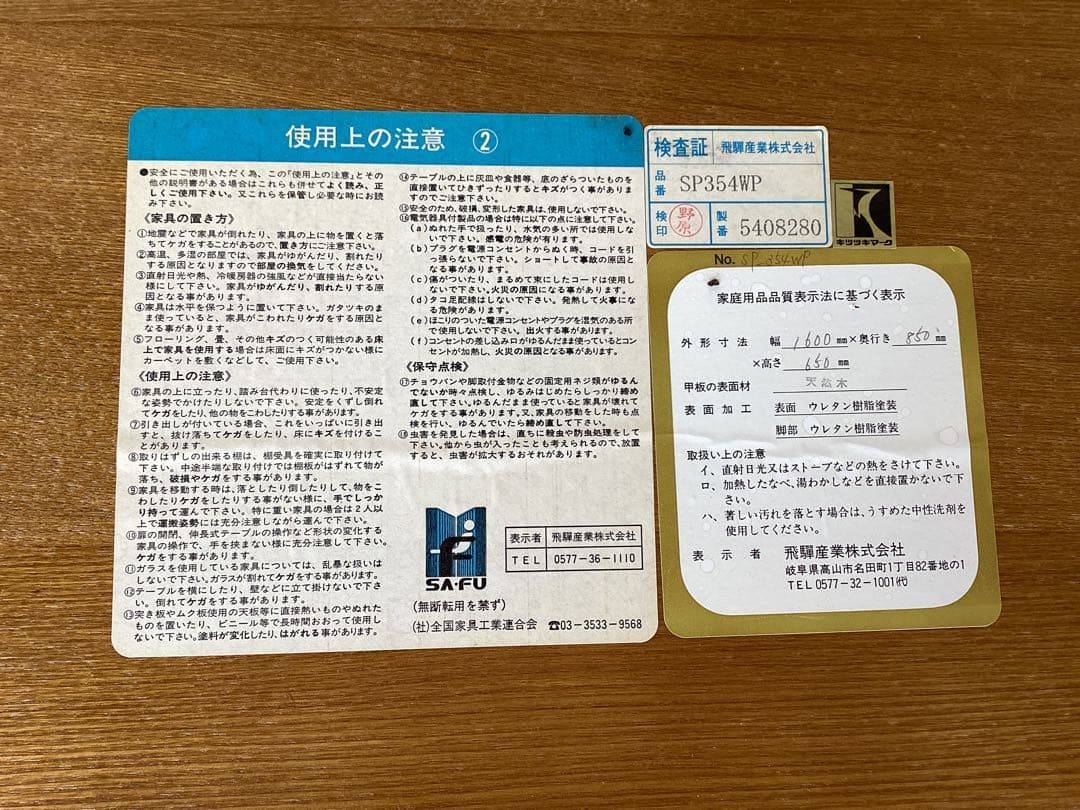 使用上の注意 ②
●安全にご使用いただく為、この「使用上の注意」とその
他の説明書がある場合はこれらも併せてよく読み、正
しくご使用下さい。又これらを保管し必要な時にお読
み下さい。
《家具の置き方》
①地震などで家具が倒れたり、家具の上に物を置くと落
ちてケガをすることがあるので、置き方にご注意下さい。
②高温、多湿の部屋では、家具がゆがんだり、割れたり
する原因となりますので部屋の換気をしてください。
③直射日光や熱、冷暖房器の強風などが直接当たらない
様にして下さい。家具がゆがんだり、割れたりする原
因となる事があります。
④家具は水平を保つように置いて下さい。ガタツキのま
ま使っていると、家具がこわれたりケガをする原因と
なる事があります。
⑤フローリング、畳、その他キズのつく可能性のある床
上で家具を使用する場合は床面にキズがつかない様に
カーペットを敷くなどして、ご使用下さい。
《使用上の注意》
⑥家具の上に立ったり、踏み台代わりに使ったり、不安定
な姿勢でかけたりしないで下さい。安定をくずし倒れ
てケガをしたり、他の物をこわしたりする事があります。
⑦引き出しが付いている場合、これをいっぱいに引き出
すと、抜け落ちてケガをしたり、床にキズを付けるこ
とがあります。
⑧取りはずしの出来る棚は、棚受具を確実に取り付けて
下さい。中途半端な取り付けでは棚板がはずれて物が落
ち、破損やケガをする事があります。
⑨家具を移動する時は、落としたり倒したりして、物をこ
わしたりケガをしたりする事がない様に、手でしっか
り持って運んで下さい。特に重い家具の場合は2人以
上で運搬姿勢には充分注意しながら運んで下さい。
⑩扉の開閉、伸長式テーブルの操作など形状の変化する
家具の操作で、手を挟まない様に充分注意して下さい。
ケガをする事があります。
⑪ガラスを使用している家具については、乱暴な扱いは
しないで下さい。ガラスが割れてケガをする事があります。
⑫テーブルを横にしたり、壁などに立て掛けないで下さ
い。倒れてケガをする事があります。
⑬突き板やムク板使用の天板等に直接熱いものやぬれた
ものを置いたり、ビニール等で長時間おおって使用し
ないで下さい。塗料が変化したり、はがれる事があります。
⑭テーブルの上に灰皿や食器等、底のざらついたものを
直接置いてひきずったりするとキズがつく事があります
のでご注意下さい。
⑮安全のため、破損、変形した家具は、使用しないで下さい。
⑯電気器具付製品の場合は特に以下の点に注意して下さい。
(a)ぬれた手で扱ったり、水気の多い所では使用しな
いで下さい。感電の危険が有ります。
(b)プラグを電源コンセントからぬく時、コードを引
っ張らないで下さい。ショートして事故の原因と
なる事があります。
(c)傷がついたり、まるめて束にしたコードは使用し
ないで下さい。火災の原因になる事があります。
(d)タコ足配線はしないで下さい。発熱して火事にな
る危険があります。
(e)ほこりのついた電源コンセントやプラグを湿気のある所
で使用しないで下さい。出火する事があります。
(f)コンセントの差し込み口がゆるんだまま使っているとコンセン
トが加熱し、火災の原因となる事があります。
《保守点検》
⑰チョウバンや脚取付金物などの固定用ネジ類がゆるん
でないか時々点検し、ゆるみはじめたらしっかり締め
直して下さい。ゆるんだまま使っていると家具が壊れて
ケガをする事があります。又、家具の移動をした時も点
検を行い、ゆるんでいたら締め直して下さい。
⑱虫害を発見した場合は、直ちに殺虫や防虫処理をして
下さい。他から虫が入ったことも考えられるので、放置
すると、虫害が拡大するおそれがあります。
SA・FU
表示者 飛騨産業株式会社
TEL 0577-36-1110
(無断転用を禁ず)
(社)全国家具工業連合会 ☎03-3533-9568
検査証 飛騨産業株式会社
品番 SP354WP
検印 野原 製番 5408280
キツツキマーク
No. SP-354WP
家庭用品品質表示法に基づく表示
外形寸法 幅 1600 mm×奥行き 850 mm
×高さ 650 mm
甲板の表面材 天然木
表面加工 表面 ウレタン樹脂塗装
脚部 ウレタン樹脂塗装
取扱い上の注意
イ、直射日光又はストーブなどの熱をさけて下さい。
ロ、加熱したなべ、湯わかしなどを直接置かないで下
さい。
ハ、著しい汚れを落とす場合は、うすめた中性洗剤を
使用してください。
表示者 飛騨産業株式会社
岐阜県高山市名田町1丁目82番地の1
TEL 0577-32-1001(代)